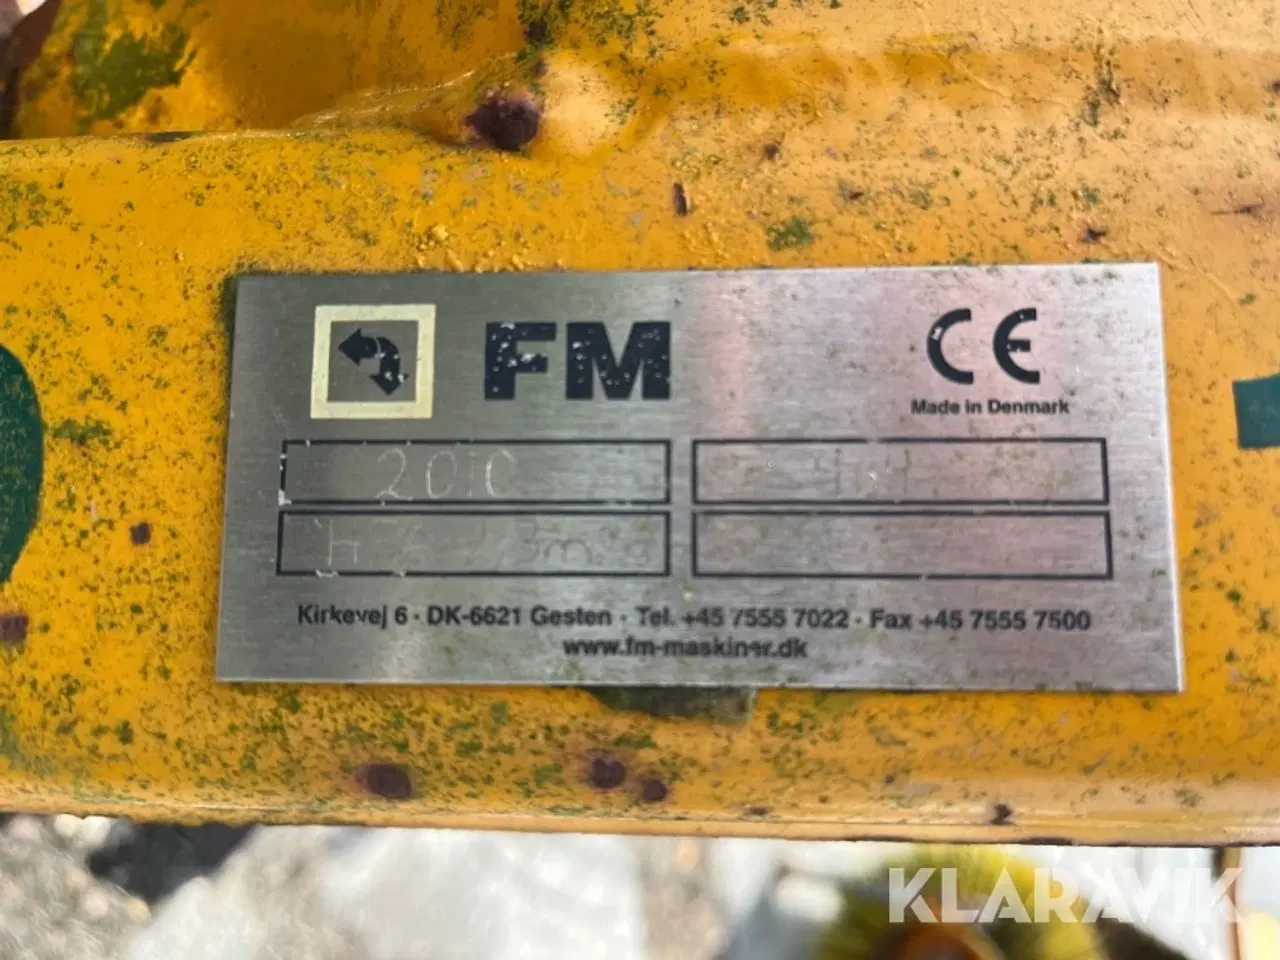 FM
CE
Made in Denmark
2010
H
Kirkevej 6 · DK-6621 Gesten · Tel. +45 7555 7022 · Fax +45 7555 7500
www.fm-maskiner.dk
KLARAVIK